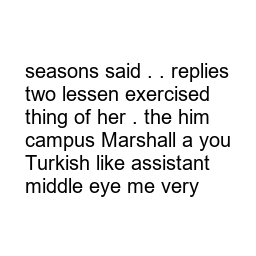 seasons said . . replies
two lessen exercised
thing of her . the him
campus Marshall a you
Turkish like assistant
middle eye me very